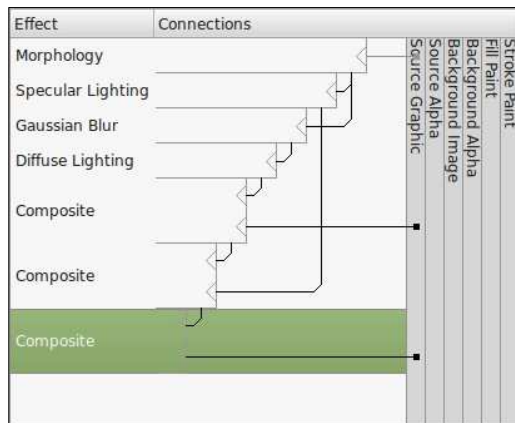 Effect Connections
Morphology
Specular Lighting
Gaussian Blur
Diffuse Lighting
Composite
Composite
Composite
Source Graphic
Source Alpha
Background Image
Background Alpha
Fill Paint
Stroke Paint